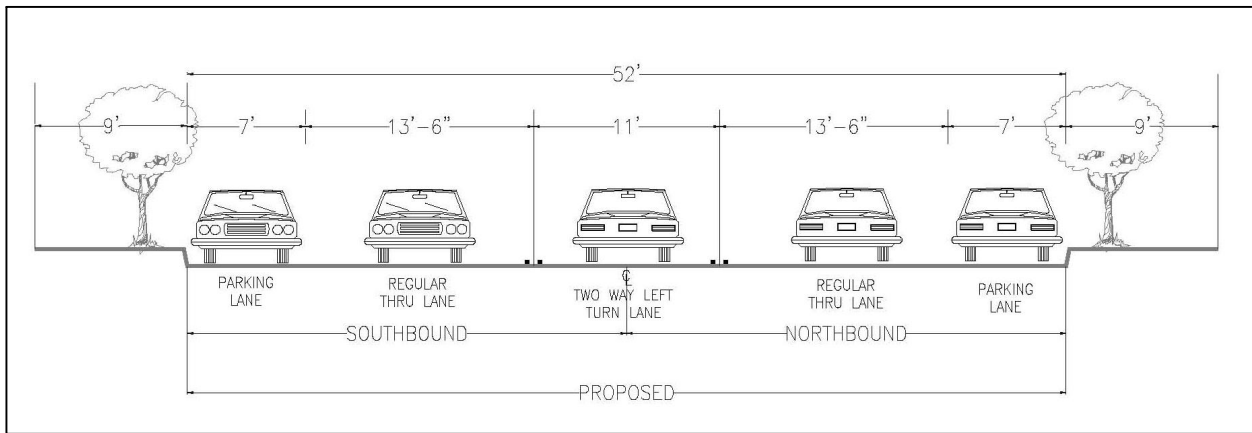 52'
9'
7'
13'-6"
11'
13'-6"
7'
9'
PARKING
LANE
REGULAR
THRU LANE
℄
TWO WAY LEFT
TURN LANE
REGULAR
THRU LANE
PARKING
LANE
SOUTHBOUND
NORTHBOUND
PROPOSED